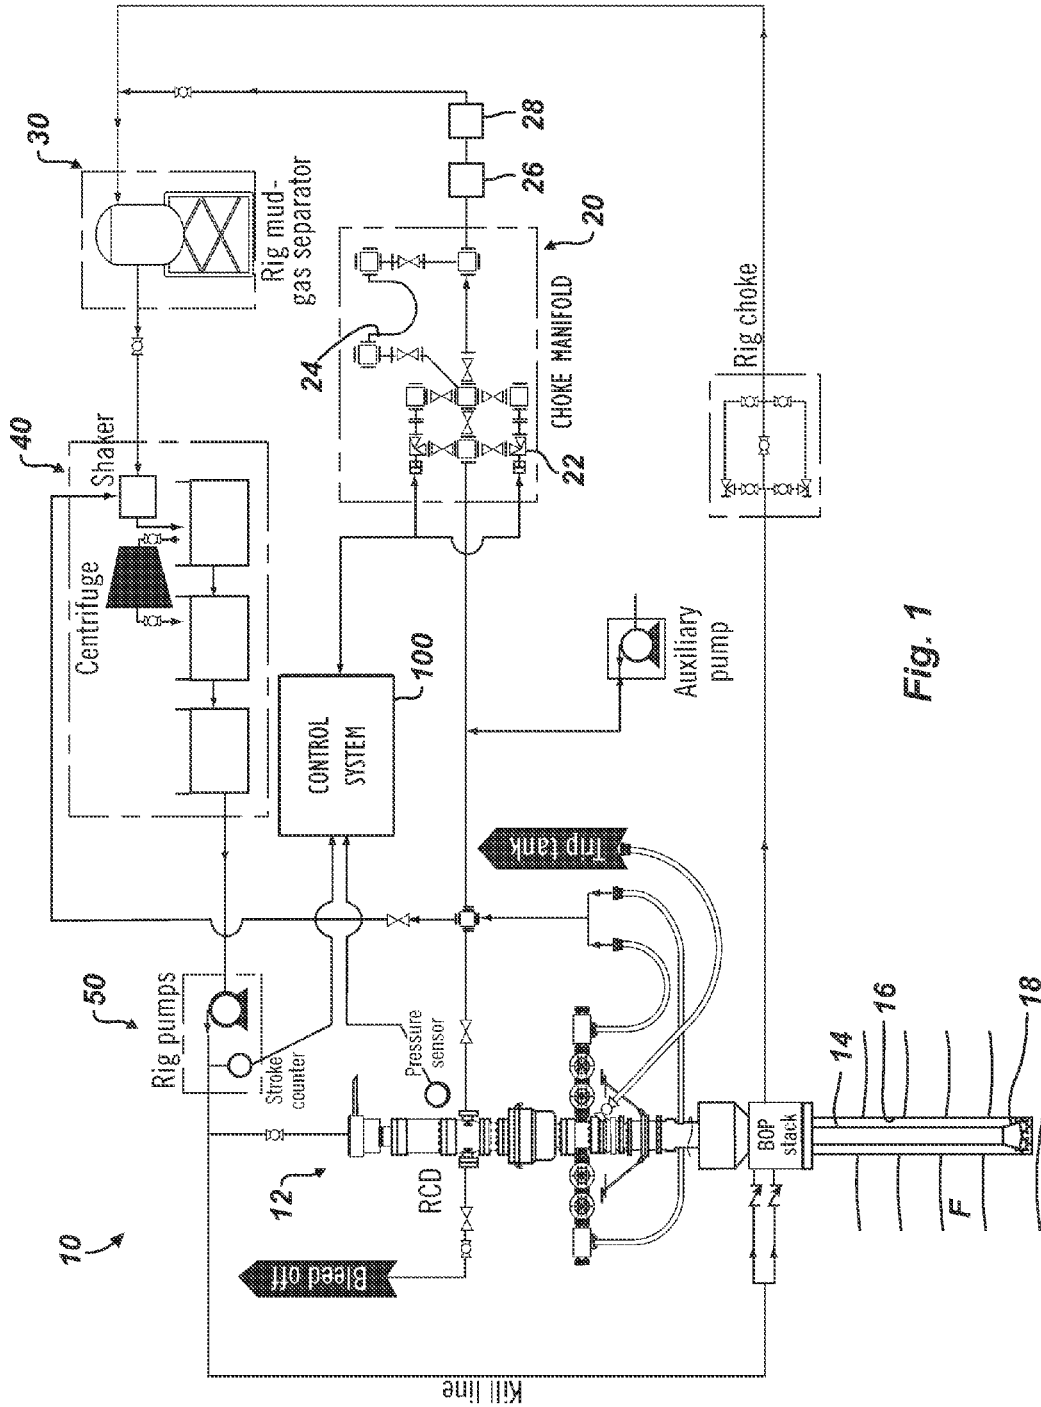 10
12
Bleed off
RCD
Kill line
50
Rig pumps
Stroke
counter
Pressure
sensor
40
Centrifuge
Shaker
30
Rig mud-
gas separator
CONTROL
SYSTEM
100
24
22
CHOKE MANIFOLD
20
26
28
Trip tank
Auxiliary
pump
Rig choke
BOP
stack
14
16
18
F
Fig. 1